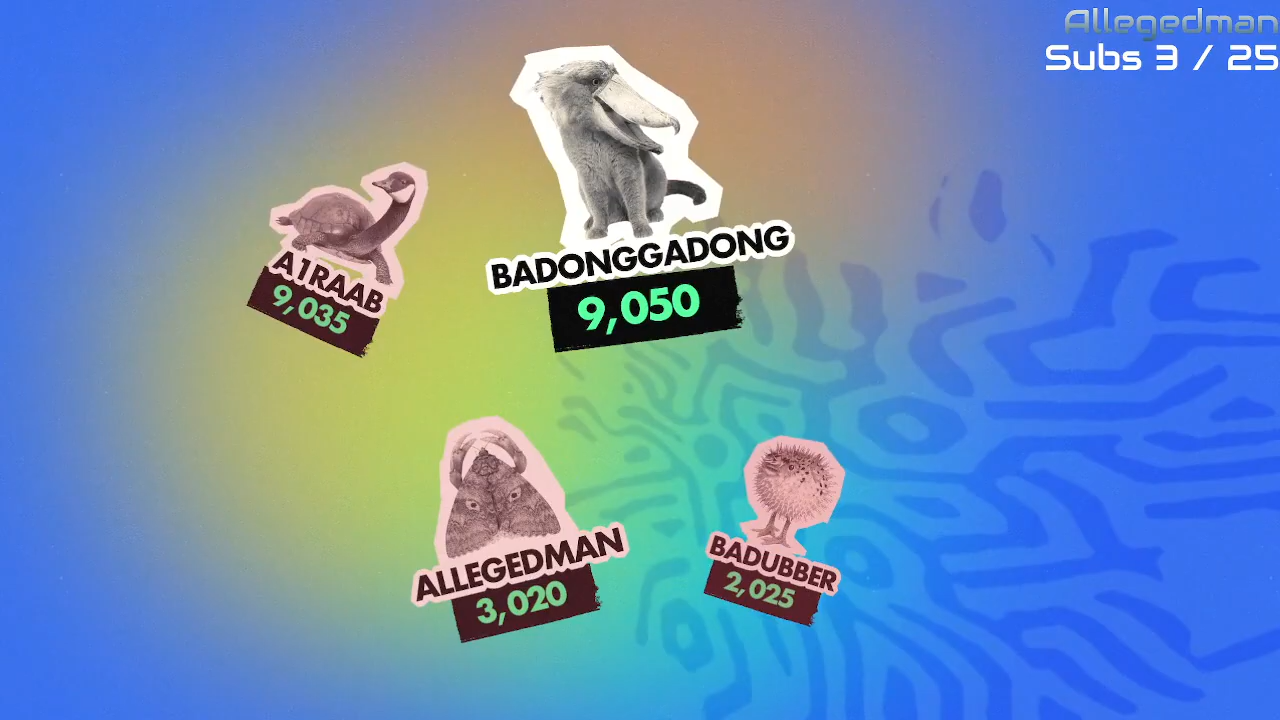 Allegedman
Subs 3 / 25
BADONGGADONG
9,050
A1RAAB
9,035
ALLEGEDMAN
3,020
BADUBBER
2,025